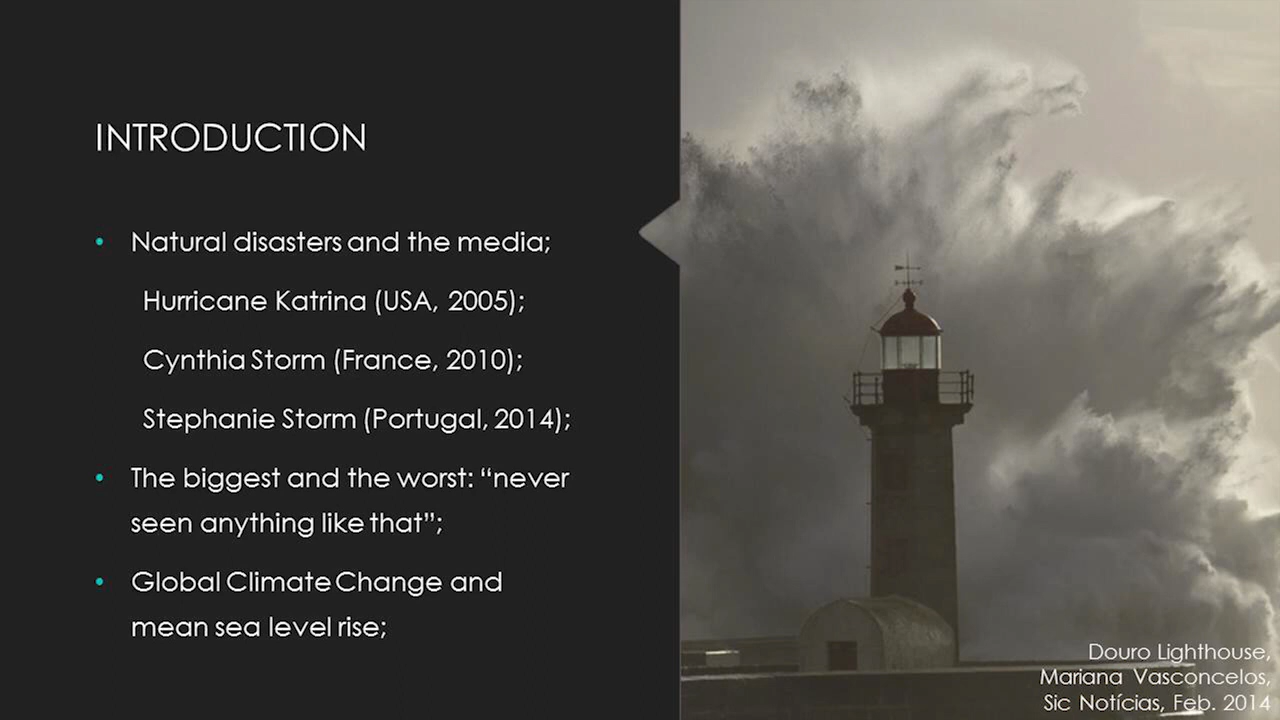 INTRODUCTION
• Natural disasters and the media;
Hurricane Katrina (USA, 2005);
Cynthia Storm (France, 2010);
Stephanie Storm (Portugal, 2014);
• The biggest and the worst: “never
seen anything like that”;
• Global Climate Change and
mean sea level rise;
Douro Lighthouse,
Mariana Vasconcelos,
Sic Notícias, Feb. 2014